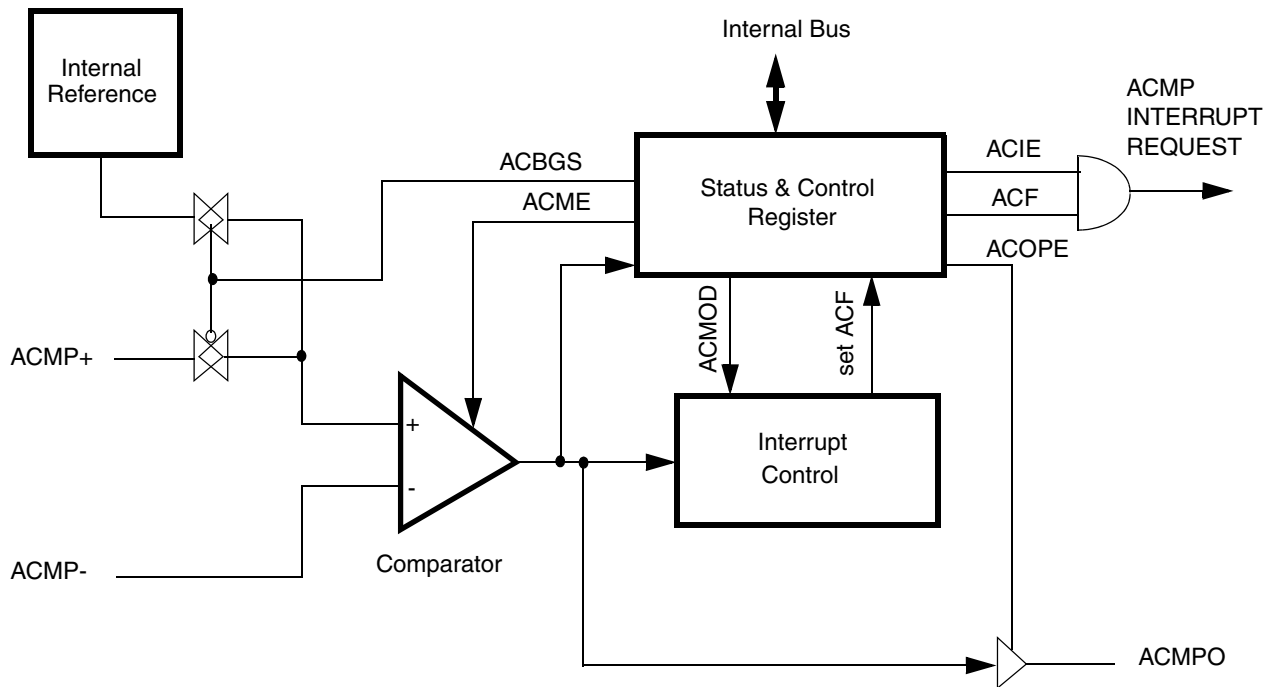 Internal Bus
Internal
Reference
ACMP
INTERRUPT
REQUEST
ACBGS
ACME
Status & Control
Register
ACIE
ACF
ACOPE
ACMOD
set ACF
ACMP+
+
-
Interrupt
Control
Comparator
ACMP-
ACMPO